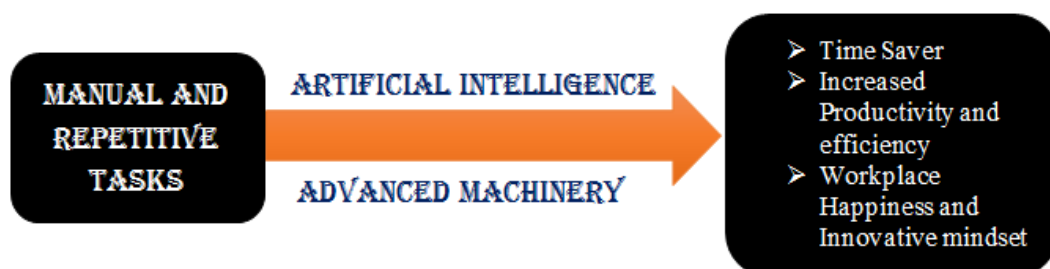 MANUAL AND
REPETITIVE
TASKS
ARTIFICIAL INTELLIGENCE
ADVANCED MACHINERY
➢ Time Saver
➢ Increased
Productivity and
efficiency
➢ Workplace
Happiness and
Innovative mindset